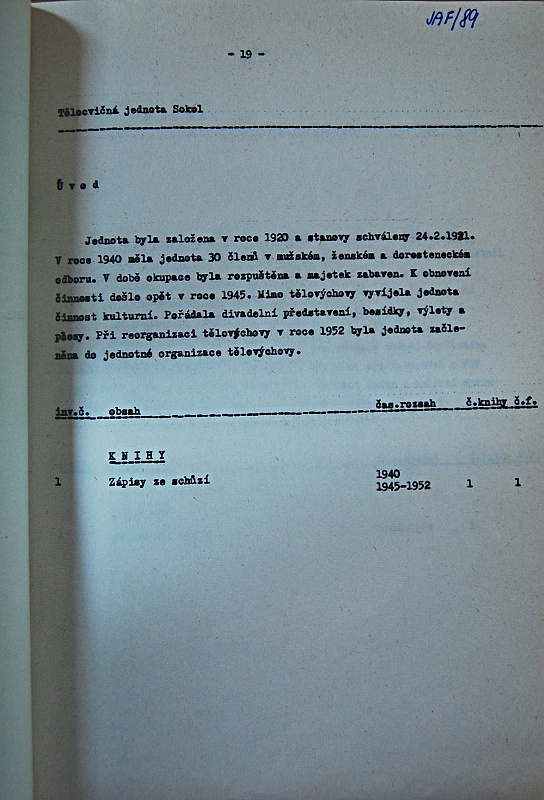 JAF/89
- 19 -
Tělocvičná jednota Sokol
Ú v o d
Jednota byla založena v roce 1920 a stanovy schváleny 24.2.1921.
V roce 1940 měla jednota 30 členů v mužském, ženském a dorosteneckém
odboru. V době okupace byla rozpuštěna a majetek zabaven. K obnovení
činnosti došlo opět v roce 1945. Mimo tělovýchovy vyvíjela jednota
činnost kulturní. Pořádala divadelní představení, besídky, výlety a
plesy. Při reorganizaci tělovýchovy v roce 1952 byla jednota začle-
něna do jednotné organizace tělovýchovy.
inv.č. obsah čas.rozsah č.knihy č.f.
K N I H Y
1 Zápisy ze schůzí 1940
1945-1952 1 1